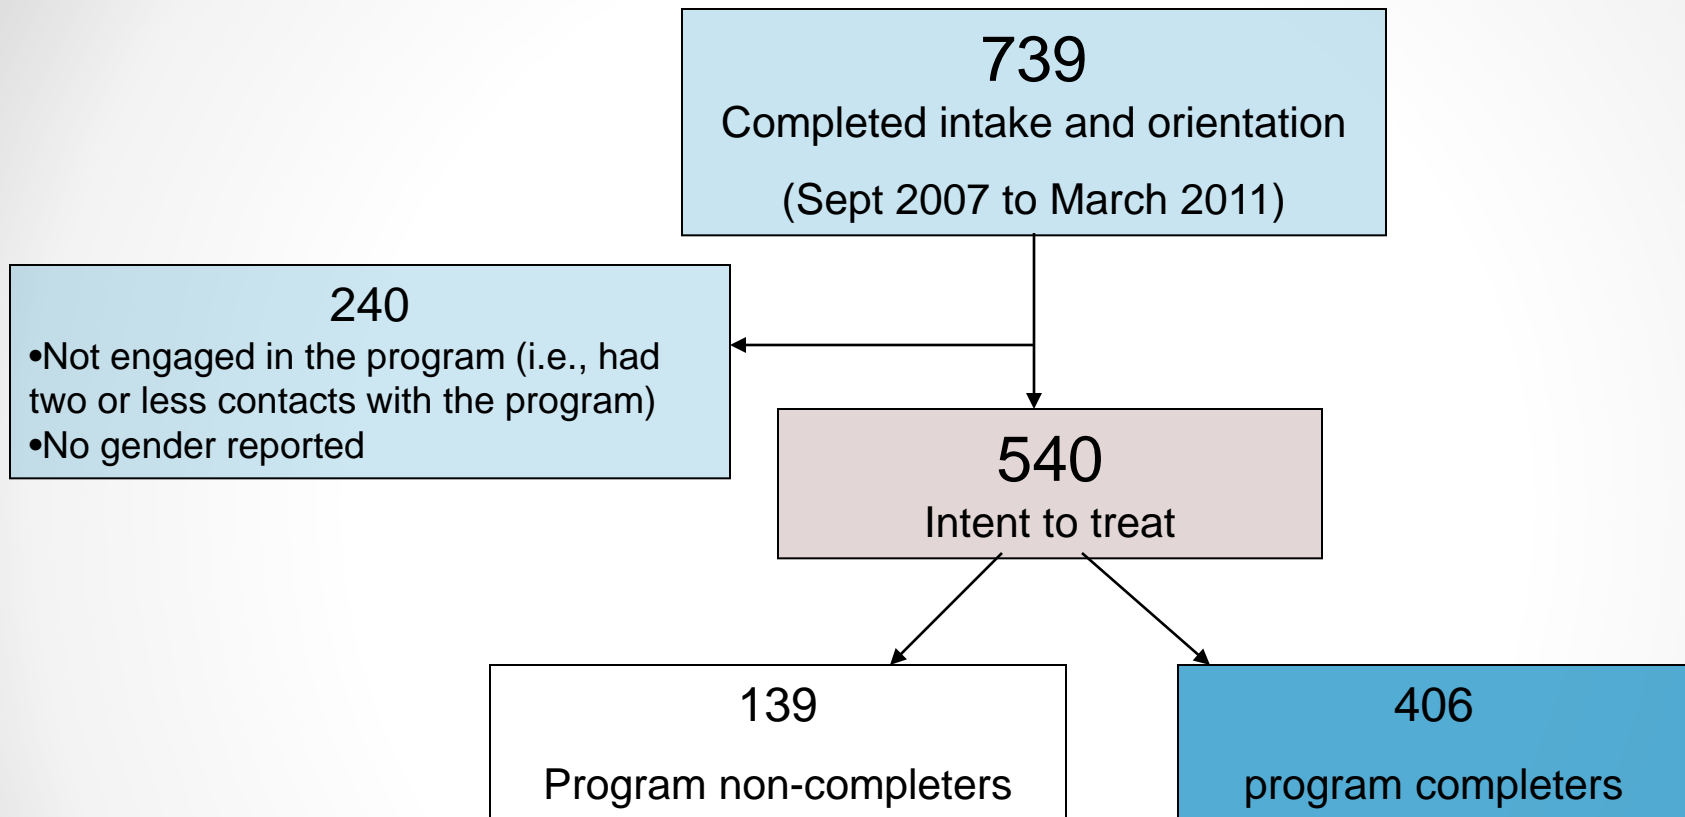 739
Completed intake and orientation
(Sept 2007 to March 2011)
240
•Not engaged in the program (i.e., had
two or less contacts with the program)
•No gender reported
540
Intent to treat
139
Program non-completers
406
program completers